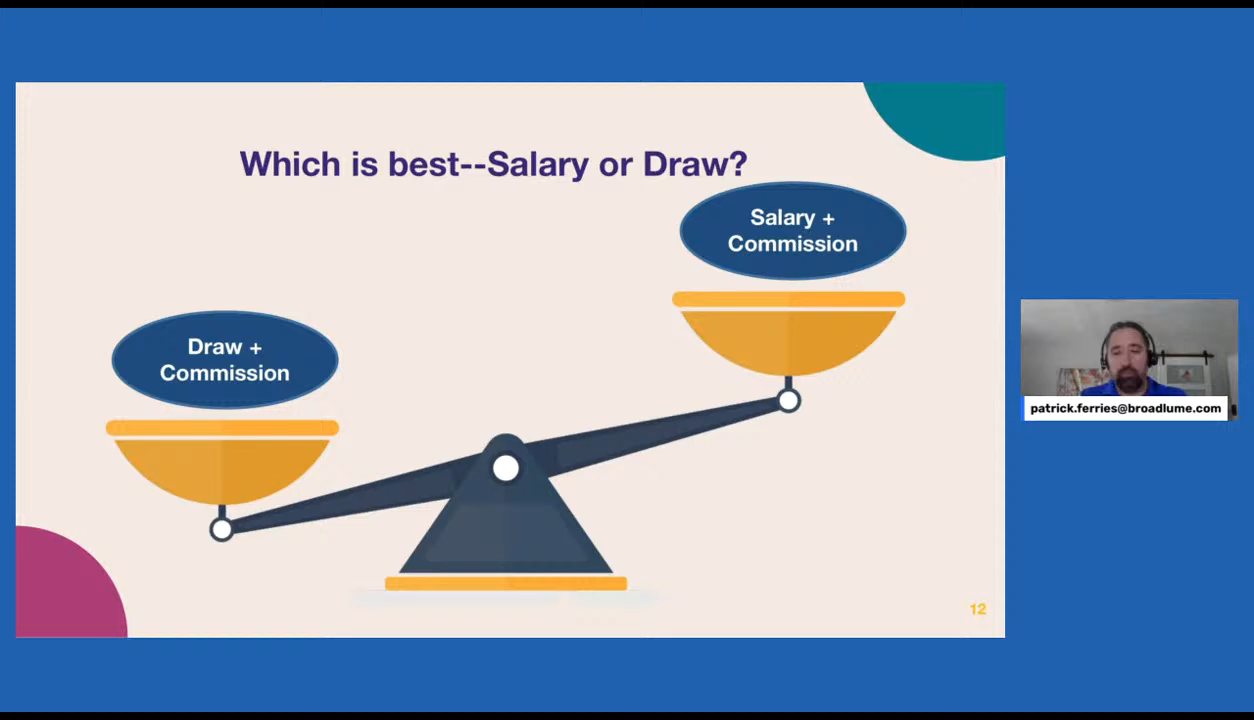 Which is best--Salary or Draw?
Salary +
Commission
Draw +
Commission
patrick.ferries@broadlume.com
12